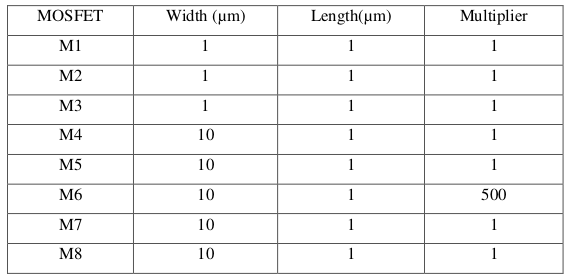 MOSFET Width (µm) Length(µm) Multiplier
M1 1 1 1
M2 1 1 1
M3 1 1 1
M4 10 1 1
M5 10 1 1
M6 10 1 500
M7 10 1 1
M8 10 1 1